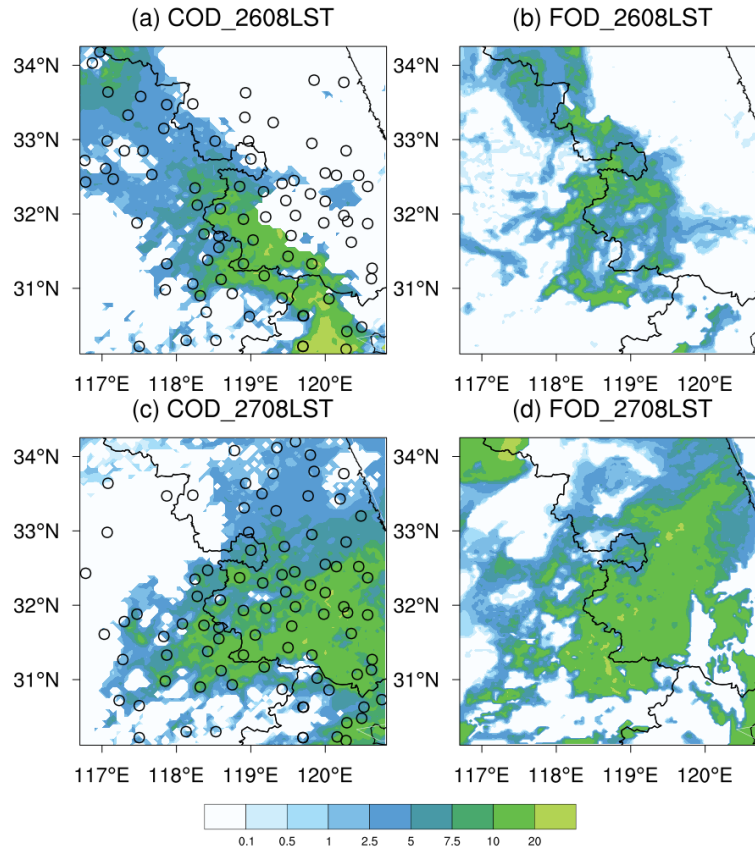 (a) COD_2608LST
(b) FOD_2608LST
34°N
33°N
32°N
31°N
117°E 118°E 119°E 120°E
34°N
33°N
32°N
31°N
117°E 118°E 119°E 120°E
(c) COD_2708LST
(d) FOD_2708LST
34°N
33°N
32°N
31°N
117°E 118°E 119°E 120°E
34°N
33°N
32°N
31°N
117°E 118°E 119°E 120°E
0.1 0.5 1 2.5 5 7.5 10 20